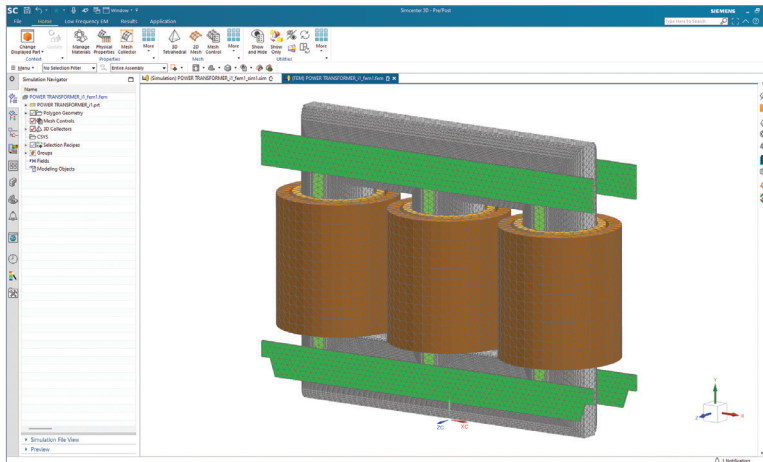 SC
Window
Simcenter 3D - Pre/Post
SIEMENS
File Home Low Frequency EM Results Application
Change Displayed Part
Manage Materials
Physical Properties
Mesh Collector
More
3D Tetrahedral
2D Mesh
Mesh Control
More
Show and Hide
Show Only
More
Context
Properties
Mesh
Utilities
Menu
No Selection Filter
Entire Assembly
Simulation Navigator
(Simulation) POWER TRANSFORMER_i1_fem1_sim1.sim
(FEM) POWER TRANSFORMER_i1_fem1.fem
Name
POWER TRANSFORMER_i1_fem1.fem
POWER TRANSFORMER_i1.prt
Polygon Geometry
Mesh Controls
3D Collectors
CSYS
Selection Recipes
Groups
Fields
Modeling Objects
Y
X
Z
ZC XC
Simulation File View
Preview
1 Notification